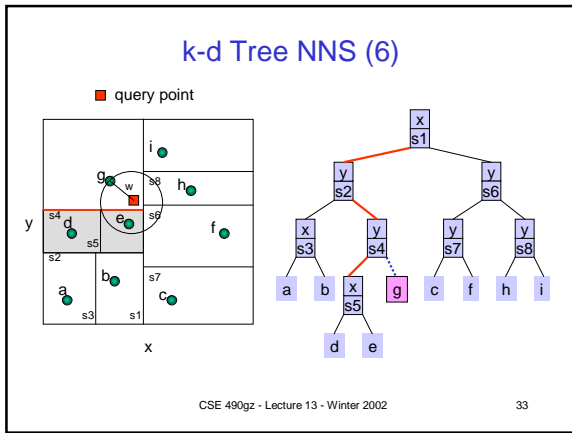 k-d Tree NNS (6)
query point
i
g
w
s8
h
s4
s6
e
d
f
y
s5
s2
b
s7
a
c
s3
s1
x
x
s1
y
s2
y
s6
x
s3
y
s4
y
s7
y
s8
a
b
x
s5
g
c
f
h
i
d
e
CSE 490gz - Lecture 13 - Winter 2002
33